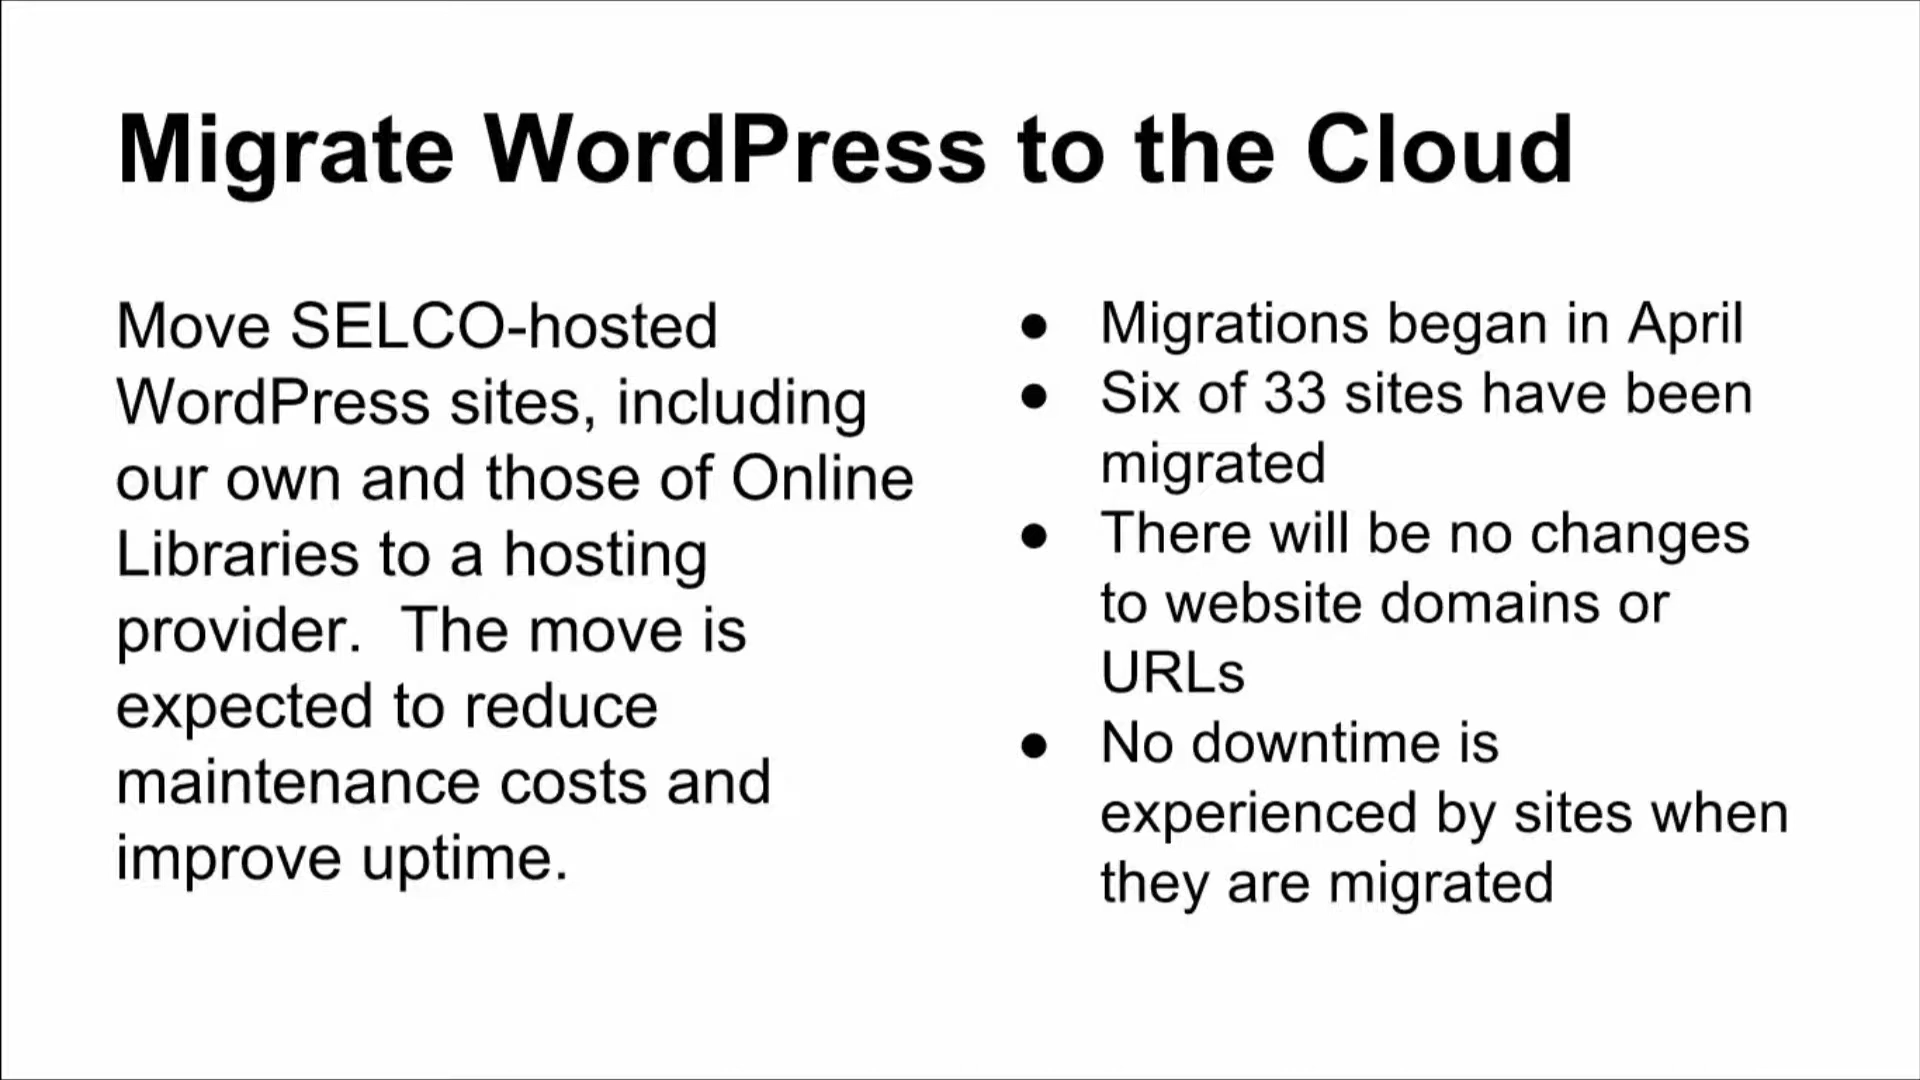 Migrate WordPress to the Cloud
Move SELCO-hosted
WordPress sites, including
our own and those of Online
Libraries to a hosting
provider.  The move is
expected to reduce
maintenance costs and
improve uptime.
● Migrations began in April
● Six of 33 sites have been
migrated
● There will be no changes
to website domains or
URLs
● No downtime is
experienced by sites when
they are migrated